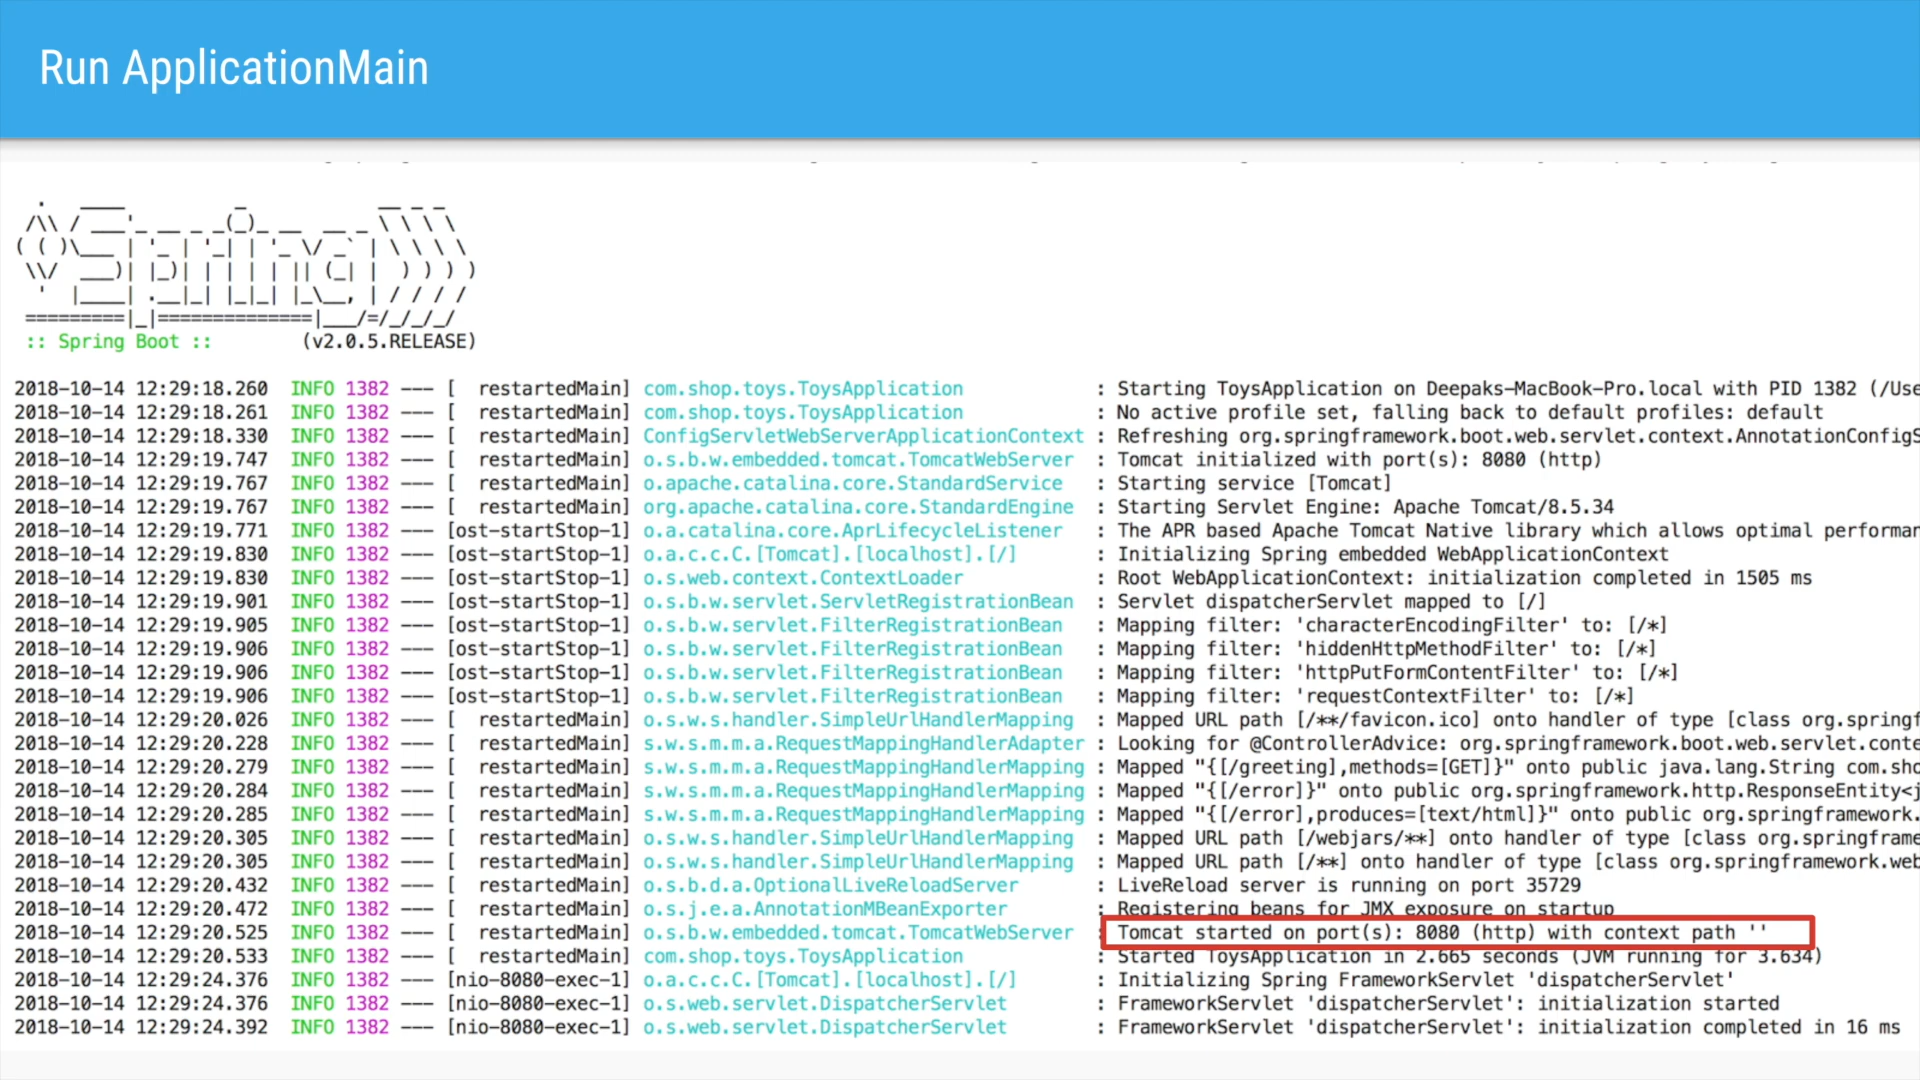 Run ApplicationMain
:: Spring Boot :: (v2.0.5.RELEASE)
2018-10-14 12:29:18.260 INFO 1382 --- [ restartedMain] com.shop.toys.ToysApplication : Starting ToysApplication on Deepaks-MacBook-Pro.local with PID 1382 (/Use
2018-10-14 12:29:18.261 INFO 1382 --- [ restartedMain] com.shop.toys.ToysApplication : No active profile set, falling back to default profiles: default
2018-10-14 12:29:18.330 INFO 1382 --- [ restartedMain] ConfigServletWebServerApplicationContext : Refreshing org.springframework.boot.web.servlet.context.AnnotationConfigS
2018-10-14 12:29:19.747 INFO 1382 --- [ restartedMain] o.s.b.w.embedded.tomcat.TomcatWebServer : Tomcat initialized with port(s): 8080 (http)
2018-10-14 12:29:19.767 INFO 1382 --- [ restartedMain] o.apache.catalina.core.StandardService : Starting service [Tomcat]
2018-10-14 12:29:19.767 INFO 1382 --- [ restartedMain] org.apache.catalina.core.StandardEngine : Starting Servlet Engine: Apache Tomcat/8.5.34
2018-10-14 12:29:19.771 INFO 1382 --- [ost-startStop-1] o.a.catalina.core.AprLifecycleListener : The APR based Apache Tomcat Native library which allows optimal performan
2018-10-14 12:29:19.830 INFO 1382 --- [ost-startStop-1] o.a.c.c.C.[Tomcat].[localhost].[/] : Initializing Spring embedded WebApplicationContext
2018-10-14 12:29:19.830 INFO 1382 --- [ost-startStop-1] o.s.web.context.ContextLoader : Root WebApplicationContext: initialization completed in 1505 ms
2018-10-14 12:29:19.901 INFO 1382 --- [ost-startStop-1] o.s.b.w.servlet.ServletRegistrationBean : Servlet dispatcherServlet mapped to [/]
2018-10-14 12:29:19.905 INFO 1382 --- [ost-startStop-1] o.s.b.w.servlet.FilterRegistrationBean : Mapping filter: 'characterEncodingFilter' to: [/*]
2018-10-14 12:29:19.906 INFO 1382 --- [ost-startStop-1] o.s.b.w.servlet.FilterRegistrationBean : Mapping filter: 'hiddenHttpMethodFilter' to: [/*]
2018-10-14 12:29:19.906 INFO 1382 --- [ost-startStop-1] o.s.b.w.servlet.FilterRegistrationBean : Mapping filter: 'httpPutFormContentFilter' to: [/*]
2018-10-14 12:29:19.906 INFO 1382 --- [ost-startStop-1] o.s.b.w.servlet.FilterRegistrationBean : Mapping filter: 'requestContextFilter' to: [/*]
2018-10-14 12:29:20.026 INFO 1382 --- [ restartedMain] o.s.w.s.handler.SimpleUrlHandlerMapping : Mapped URL path [/**/favicon.ico] onto handler of type [class org.springf
2018-10-14 12:29:20.228 INFO 1382 --- [ restartedMain] s.w.s.m.m.a.RequestMappingHandlerAdapter : Looking for @ControllerAdvice: org.springframework.boot.web.servlet.conte
2018-10-14 12:29:20.279 INFO 1382 --- [ restartedMain] s.w.s.m.m.a.RequestMappingHandlerMapping : Mapped "{[/greeting],methods=[GET]}" onto public java.lang.String com.sho
2018-10-14 12:29:20.284 INFO 1382 --- [ restartedMain] s.w.s.m.m.a.RequestMappingHandlerMapping : Mapped "{[/error]}" onto public org.springframework.http.ResponseEntity<j
2018-10-14 12:29:20.285 INFO 1382 --- [ restartedMain] s.w.s.m.m.a.RequestMappingHandlerMapping : Mapped "{[/error],produces=[text/html]}" onto public org.springframework.
2018-10-14 12:29:20.305 INFO 1382 --- [ restartedMain] o.s.w.s.handler.SimpleUrlHandlerMapping : Mapped URL path [/webjars/**] onto handler of type [class org.springframe
2018-10-14 12:29:20.305 INFO 1382 --- [ restartedMain] o.s.w.s.handler.SimpleUrlHandlerMapping : Mapped URL path [/**] onto handler of type [class org.springframework.web
2018-10-14 12:29:20.432 INFO 1382 --- [ restartedMain] o.s.b.d.a.OptionalLiveReloadServer : LiveReload server is running on port 35729
2018-10-14 12:29:20.472 INFO 1382 --- [ restartedMain] o.s.j.e.a.AnnotationMBeanExporter : Registering beans for JMX exposure on startup
2018-10-14 12:29:20.525 INFO 1382 --- [ restartedMain] o.s.b.w.embedded.tomcat.TomcatWebServer : Tomcat started on port(s): 8080 (http) with context path ''
2018-10-14 12:29:20.533 INFO 1382 --- [ restartedMain] com.shop.toys.ToysApplication : Started ToysApplication in 2.665 seconds (JVM running for 3.634)
2018-10-14 12:29:24.376 INFO 1382 --- [nio-8080-exec-1] o.a.c.c.C.[Tomcat].[localhost].[/] : Initializing Spring FrameworkServlet 'dispatcherServlet'
2018-10-14 12:29:24.376 INFO 1382 --- [nio-8080-exec-1] o.s.web.servlet.DispatcherServlet : FrameworkServlet 'dispatcherServlet': initialization started
2018-10-14 12:29:24.392 INFO 1382 --- [nio-8080-exec-1] o.s.web.servlet.DispatcherServlet : FrameworkServlet 'dispatcherServlet': initialization completed in 16 ms